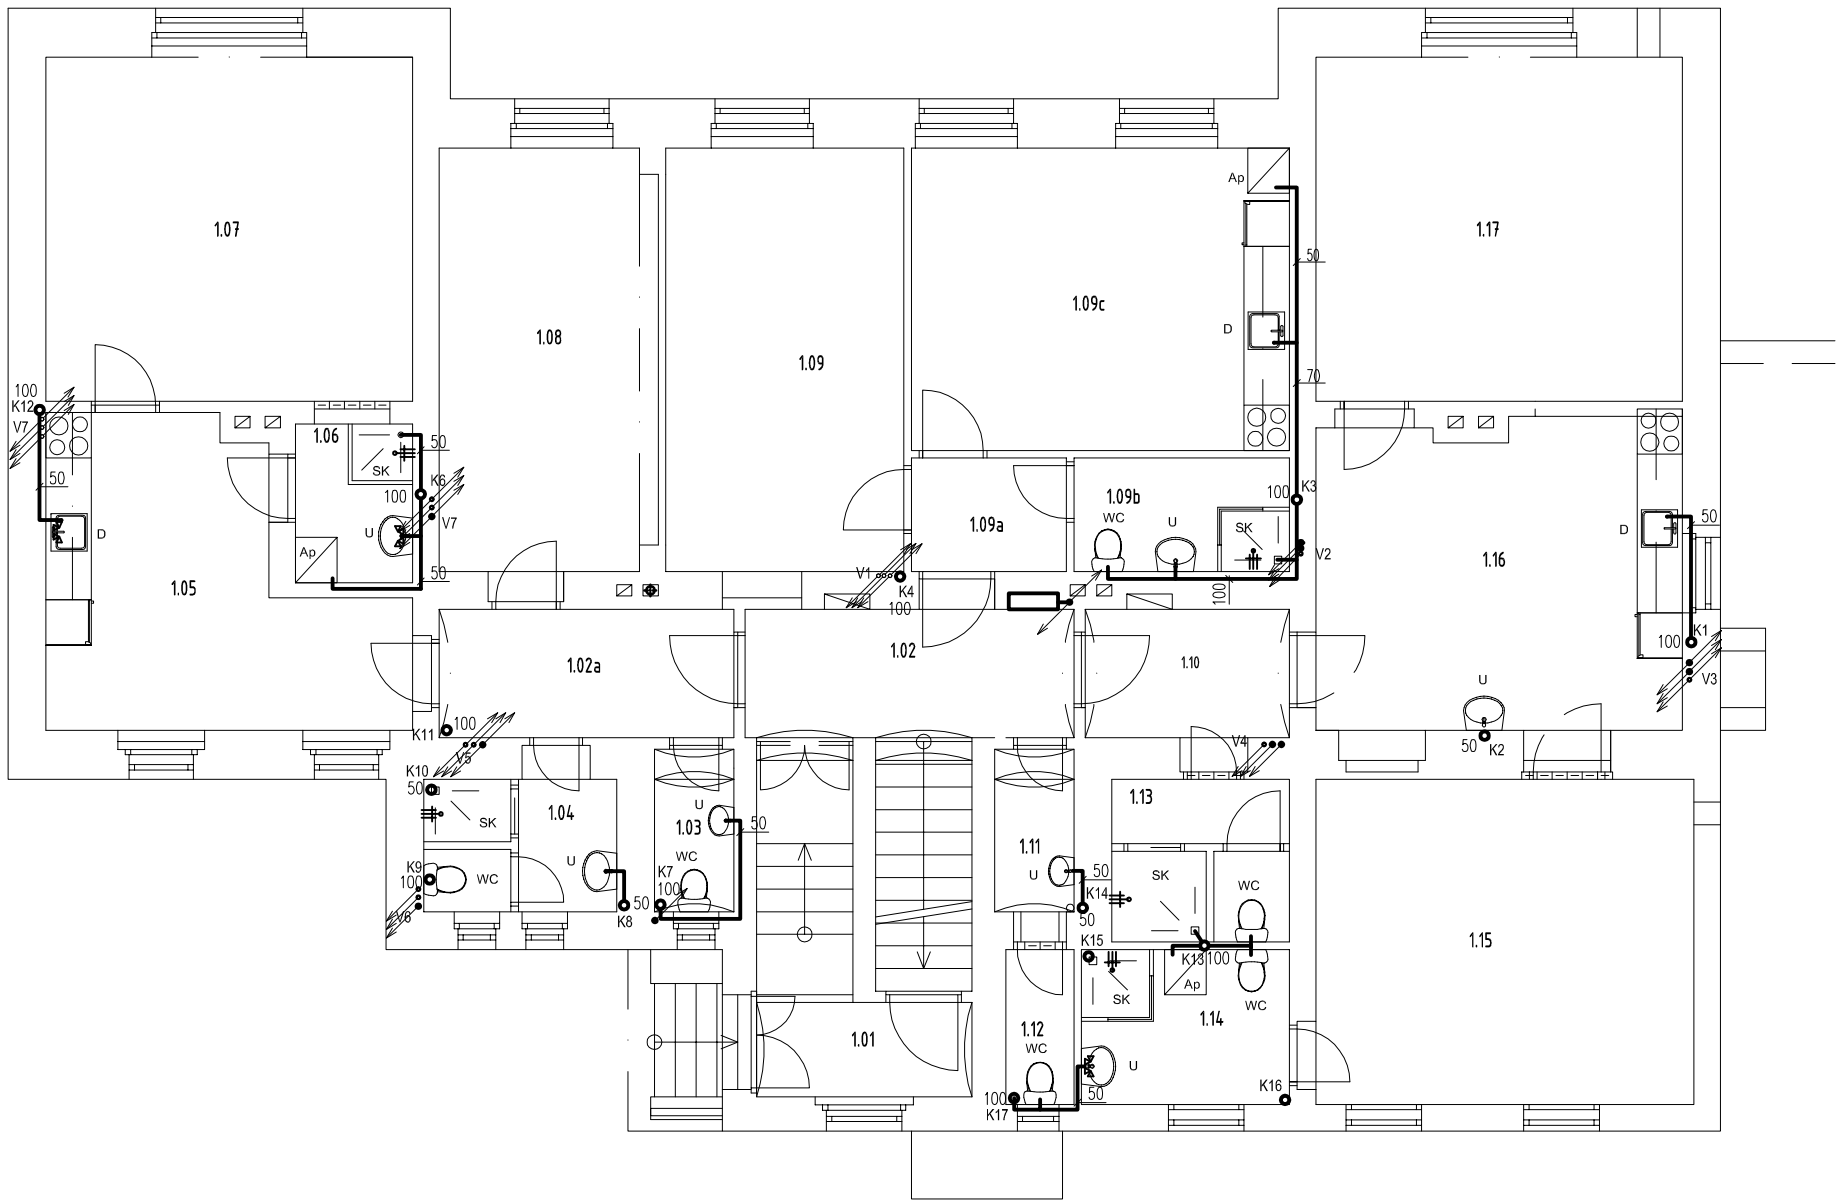 Ap
1.07
1.17
50
1.09c
D
1.08
1.09
70
100
K12
V7
1.06
50
SK
K6
100
50
V7
U
D
Ap
50
1.05
1.09b
WC
U
SK
100
K3
V2
1.09a
V1
K4
100
100
50
D
1.16
K1
100
V3
U
50
K2
1.02a
1.02
1.10
100
K11
V5
V4
K10
50
SK
1.04
U
1.03
U
50
WC
K7
100
50
K9
100
WC
V6
K8
1.13
1.11
U
50
K14
50
SK
WC
K15
K13
100
Ap
SK
WC
1.14
1.15
1.01
1.12
WC
U
50
100
K17
K16